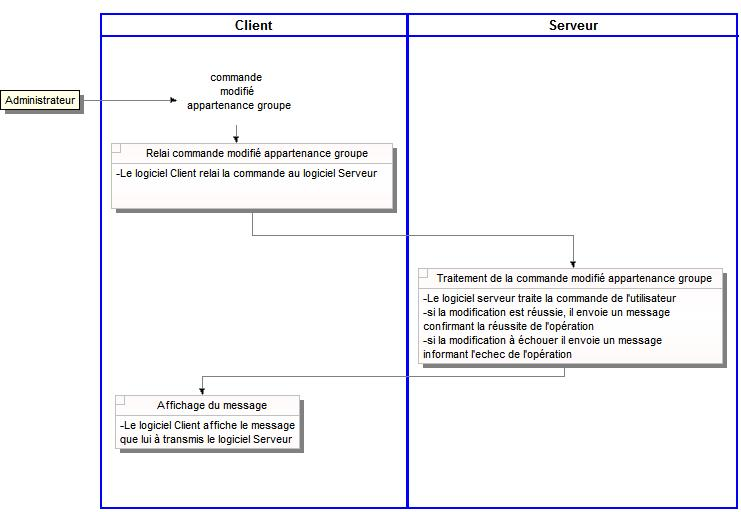 Client
Serveur
Administrateur
commande
modifié
appartenance groupe
Relai commande modifié appartenance groupe
-Le logiciel Client relai la commande au logiciel Serveur
Traitement de la commande modifié appartenance groupe
-Le logiciel serveur traite la commande de l'utilisateur
-si la modification est réussie, il envoie un message
confirmant la réussite de l'opération
-si la modification à échouer il envoie un message
informant l'echec de l'opération
Affichage du message
-Le logiciel Client affiche le message
que lui à transmis le logiciel Serveur